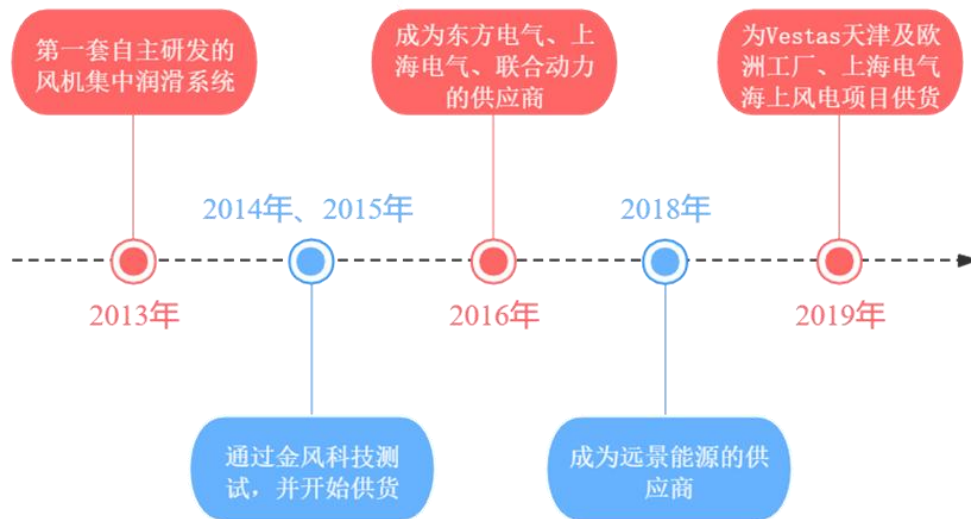 第一套自主研发的
风机集中润滑系统
成为东方电气、上
海电气、联合动力
的供应商
为Vestas天津及欧
洲工厂、上海电气
海上风电项目供货
2014年、2015年
2018年
2013年
2016年
2019年
通过金风科技测
试，并开始供货
成为远景能源的供
应商